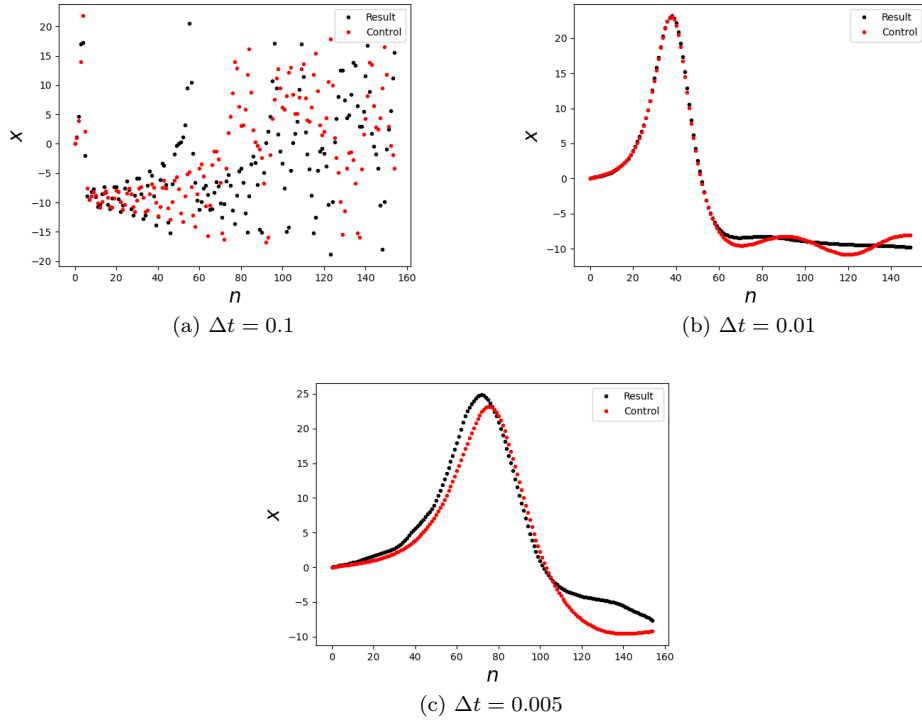 Result
Control
20
15
10
5
0
−5
−10
−15
−20
x
0 20 40 60 80 100 120 140 160
n
(a) Δt = 0.1
Result
Control
20
15
10
5
0
−5
−10
x
0 20 40 60 80 100 120 140
n
(b) Δt = 0.01
Result
Control
25
20
15
10
5
0
−5
−10
x
0 20 40 60 80 100 120 140 160
n
(c) Δt = 0.005